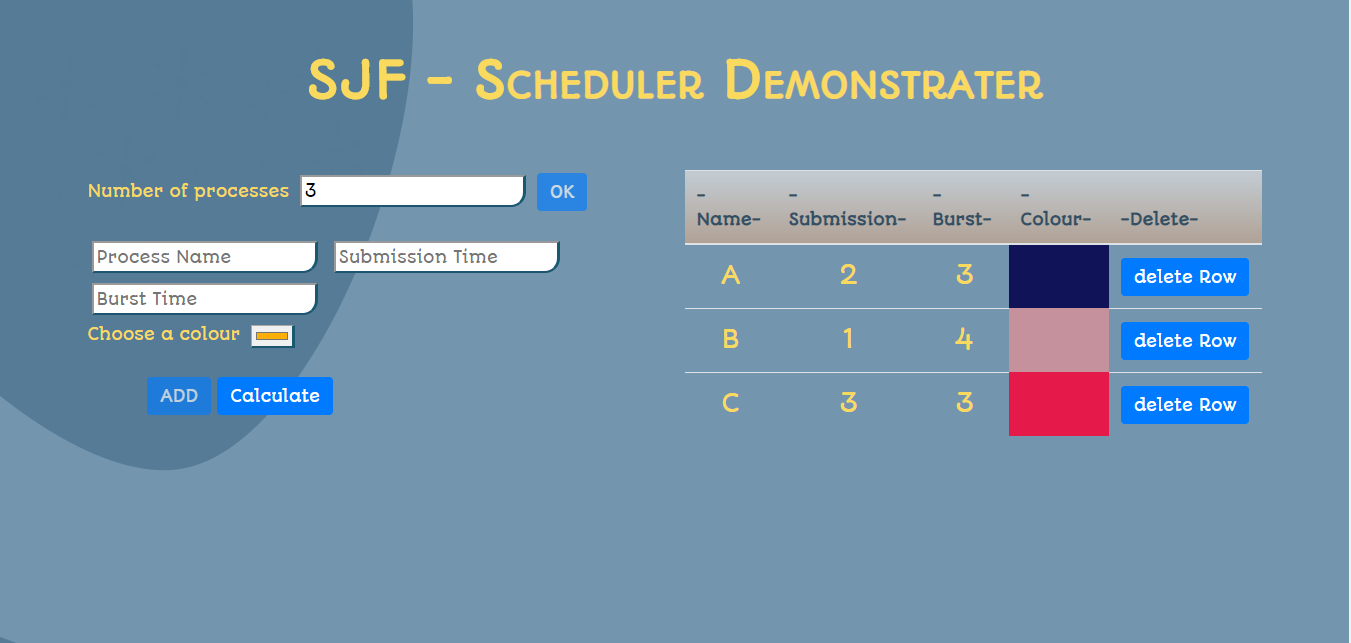 SJF - Scheduler Demonstrater
Number of processes 3 OK
Process Name Submission Time
Burst Time
Choose a colour
ADD Calculate
- - - -
Name- Submission- Burst- Colour- -Delete-
A 2 3 delete Row
B 1 4 delete Row
C 3 3 delete Row